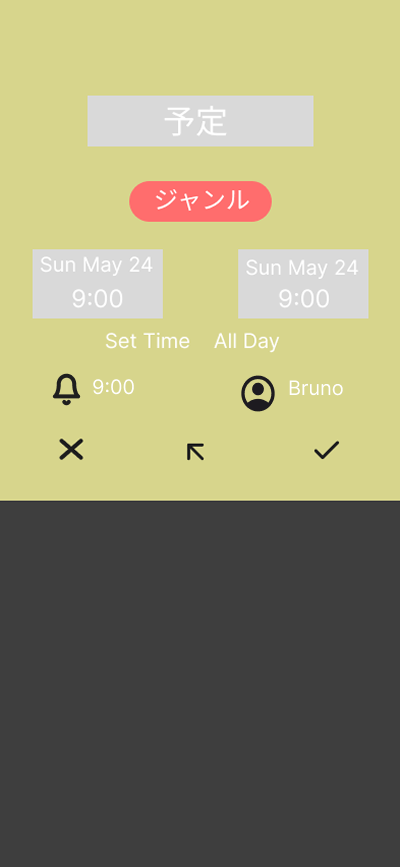 予定
ジャンル
Sun May 24
9:00
Sun May 24
9:00
Set Time
All Day
9:00
Bruno